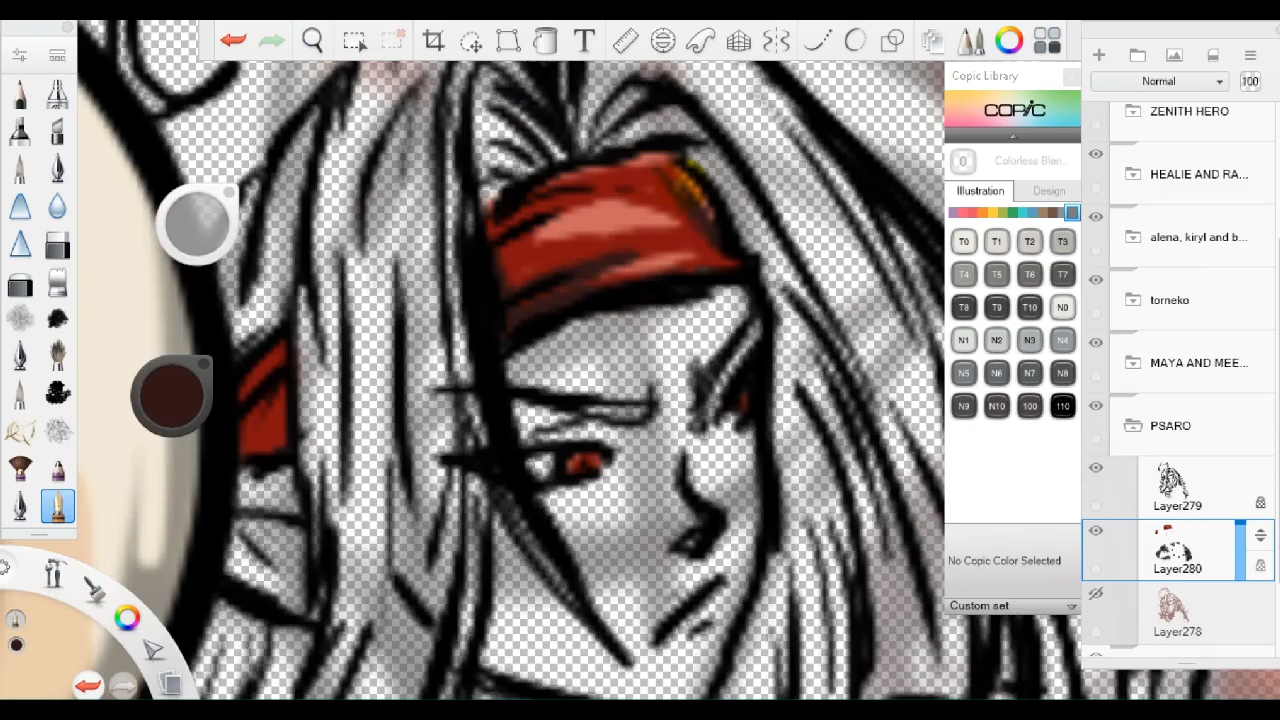 Copic Library
COPIC
0 Colorless Blen..
Illustration Design
T0 T1 T2 T3
T4 T5 T6 T7
T8 T9 T10 N0
N1 N2 N3 N4
N5 N6 N7 N8
N9 N10 100 110
No Copic Color Selected
Custom set
Normal 100
ZENITH HERO
HEALIE AND RA...
alena, kiryl and b...
torneko
MAYA AND MEE...
PSARO
Layer279
Layer280
Layer278